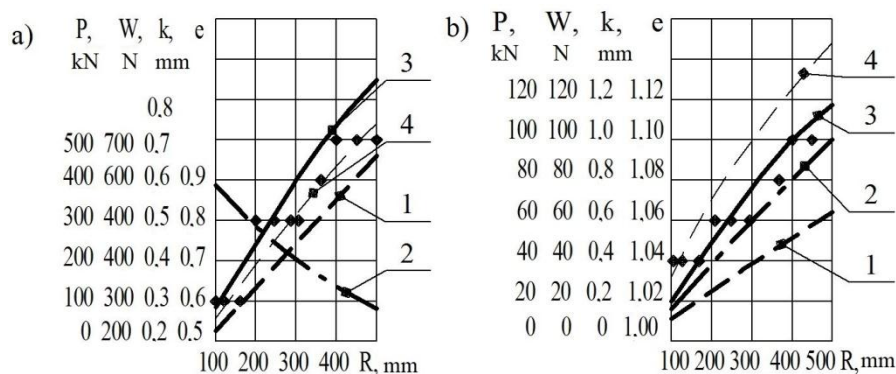 a)
P, W, k, e
kN N mm
0.8
500 700 0.7
400 600 0.6 0.9
300 400 0.5 0.8
200 400 0.4 0.7
100 300 0.3 0.6
0 200 0.2 0.5
100 200 300 400 R, mm
3
4
1
2
b)
P, W, k, e
kN N mm
120 120 1.2 1.12
100 100 1.0 1.10
80 80 0.8 1.08
60 60 0.6 1.06
40 40 0.4 1.04
20 20 0.2 1.02
0 0 0 1.00
100 200 300 400 500 R, mm
4
3
2
1